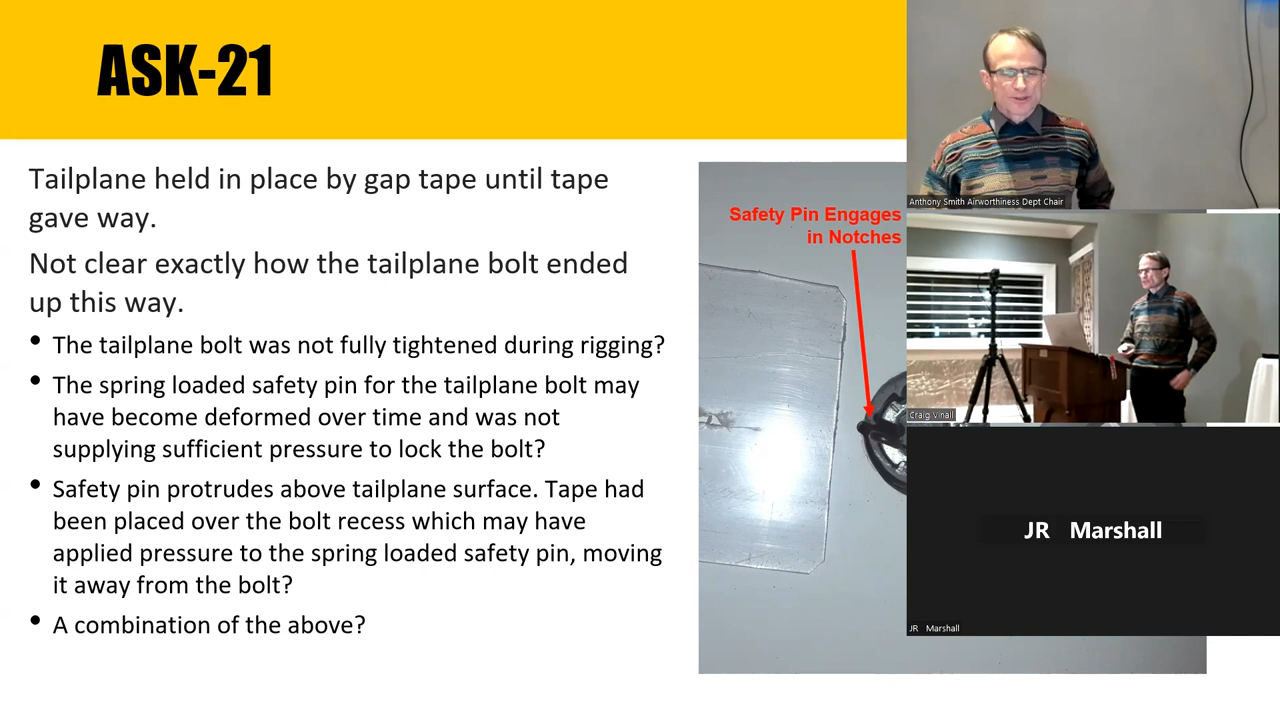 ASK-21
Tailplane held in place by gap tape until tape
gave way.
Not clear exactly how the tailplane bolt ended
up this way.
• The tailplane bolt was not fully tightened during rigging?
• The spring loaded safety pin for the tailplane bolt may
have become deformed over time and was not
supplying sufficient pressure to lock the bolt?
• Safety pin protrudes above tailplane surface. Tape had
been placed over the bolt recess which may have
applied pressure to the spring loaded safety pin, moving
it away from the bolt?
• A combination of the above?
Safety Pin Engages
in Notches
Anthony Smith Airworthiness Dept Chair
Craig Vinall
JR Marshall
JR Marshall